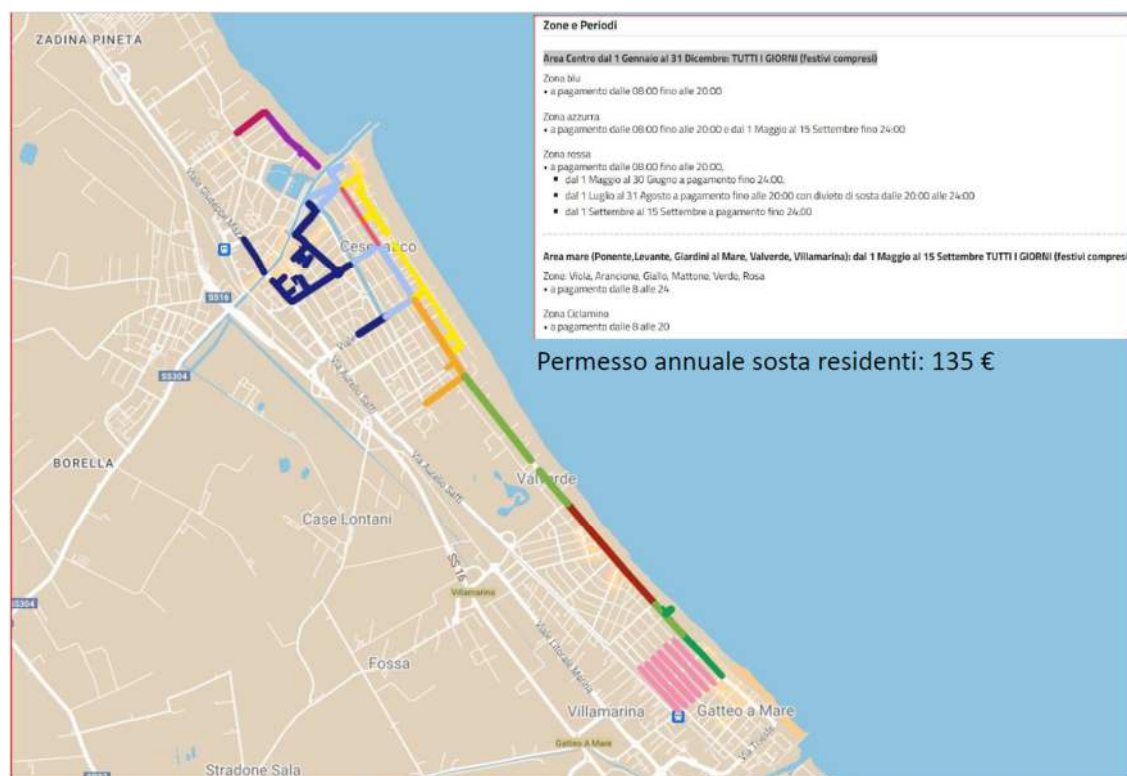 ZADINA PINETA
Cesenatico
SS16
SS304
Via Aurelio Saffi
BORELLA
Via Aurelio Saffi
Valverde
Case Lontani
SS 16
SS304
Villamarina
Viale Litorale Marina
Fossa
Villamarina
Gatteo a Mare
Via Trieste
Gatteo A Mare
Stradone Sala
Zone e Periodi
Area Centro dal 1 Gennaio al 31 Dicembre: TUTTI I GIORNI (festivi compresi)
Zona blu
• a pagamento dalle 08:00 fino alle 20:00
Zona azzurra
• a pagamento dalle 08:00 fino alle 20:00 e dal 1 Maggio al 15 Settembre fino 24:00
Zona rossa
• a pagamento dalle 08:00 fino alle 20:00,
▪ dal 1 Maggio al 30 Giugno a pagamento fino 24:00,
▪ dal 1 Luglio al 31 Agosto a pagamento fino alle 20:00 con divieto di sosta dalle 20:00 alle 24:00
▪ dal 1 Settembre al 15 Settembre a pagamento fino 24:00
Area mare (Ponente,Levante, Giardini al Mare, Valverde, Villamarina): dal 1 Maggio al 15 Settembre TUTTI I GIORNI (festivi compresi
Zone: Viola, Arancione, Giallo, Mattone, Verde, Rosa
• a pagamento dalle 8 alle 24
Zona Ciclamino
• a pagamento dalle 8 alle 20
Permesso annuale sosta residenti: 135 €